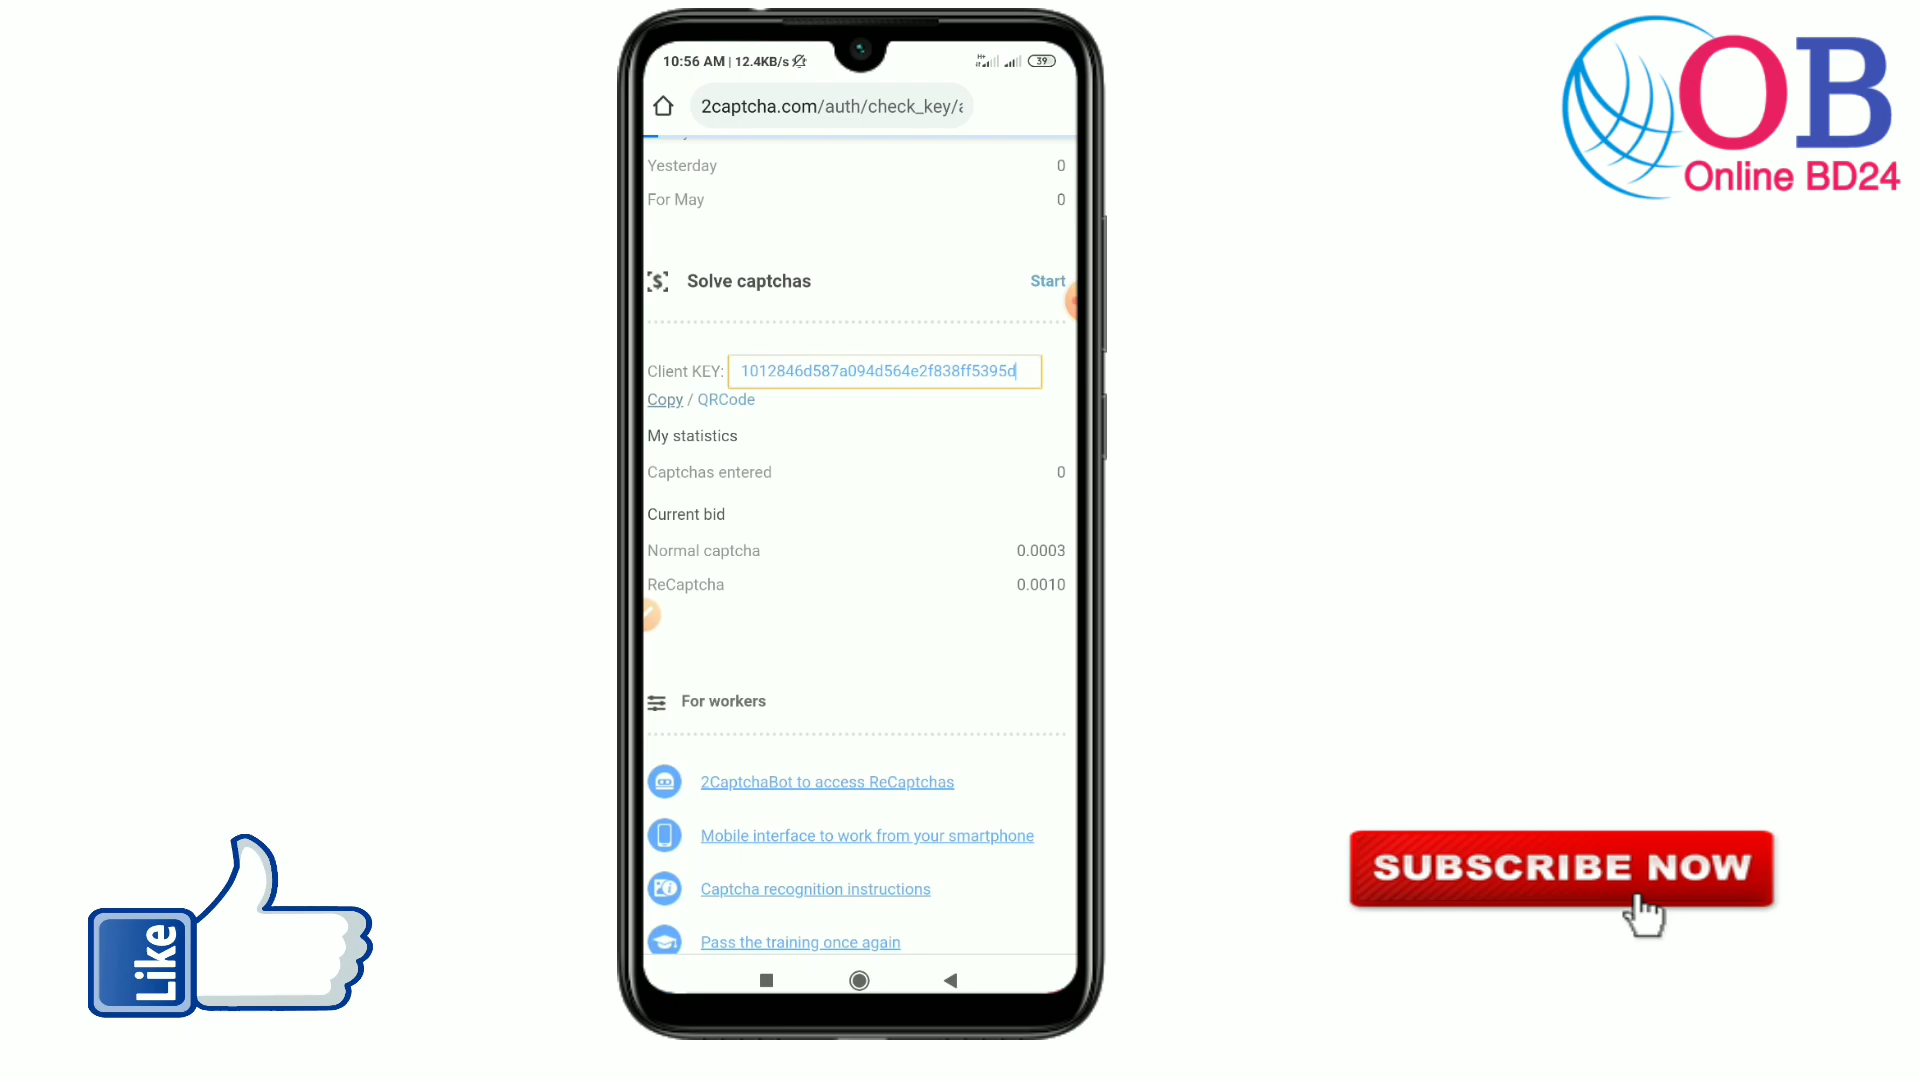 10:56 AM | 12.4KB/s
H+
39
2captcha.com/auth/check_key/a
Yesterday 0
For May 0
Solve captchas Start
Client KEY: 1012846d587a094d564e2f838ff5395d
Copy / QRCode
My statistics
Captchas entered 0
Current bid
Normal captcha 0.0003
ReCaptcha 0.0010
For workers
2CaptchaBot to access ReCaptchas
Mobile interface to work from your smartphone
Captcha recognition instructions
Pass the training once again
OB
Online BD24
Like
SUBSCRIBE NOW